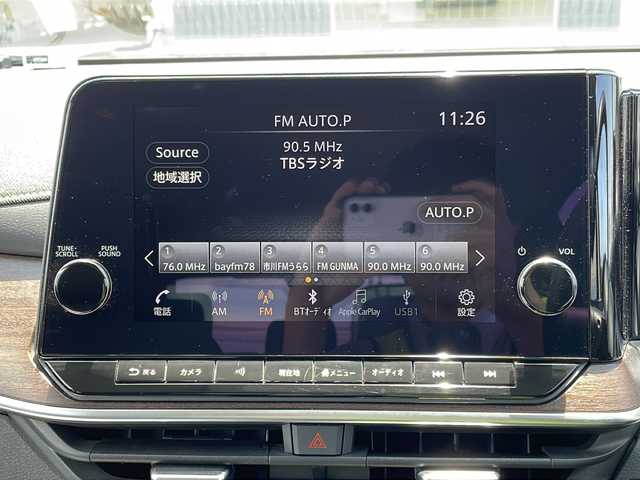 FM AUTO.P
11:26
90.5 MHz
TBSラジオ
Source
地域選択
AUTO.P
1 2 3 4 5 6
76.0 MHz bayfm78 市川FMうらら FM GUNMA 90.0 MHz 90.0 MHz
電話 AM FM BTオーディオ Apple CarPlay USB1 設定
TUNE·
SCROLL
PUSH
SOUND
VOL
戻る カメラ 現在地 メニュー オーディオ